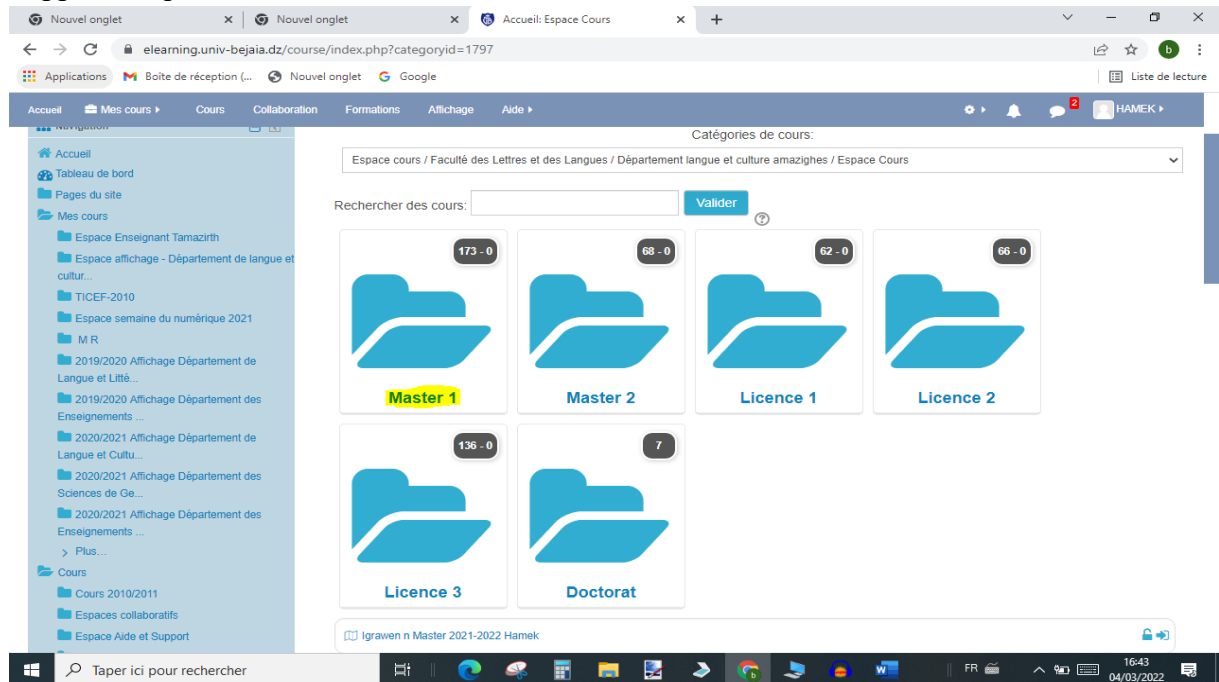 Nouvel onglet
Nouvel onglet
Accueil: Espace Cours
elearning.univ-bejaia.dz/course/index.php?categoryid=1797
b
Applications
Boîte de réception (...
Nouvel onglet
Google
Liste de lecture
Accueil
Mes cours
Cours
Collaboration
Formations
Affichage
Aide
2
HAMEK
Navigation
Accueil
Tableau de bord
Pages du site
Mes cours
Espace Enseignant Tamazirth
Espace affichage - Département de langue et
cultur...
TICEF-2010
Espace semaine du numérique 2021
M R
2019/2020 Affichage Département de
Langue et Litté...
2019/2020 Affichage Département des
Enseignements ...
2020/2021 Affichage Département de
Langue et Cultu...
2020/2021 Affichage Département des
Sciences de Ge...
2020/2021 Affichage Département des
Enseignements ...
Plus...
Cours
Cours 2010/2011
Espaces collaboratifs
Espace Aide et Support
Catégories de cours:
Espace cours / Faculté des Lettres et des Langues / Département langue et culture amazighes / Espace Cours
Rechercher des cours:
Valider
173 - 0
Master 1
68 - 0
Master 2
62 - 0
Licence 1
66 - 0
Licence 2
136 - 0
Licence 3
7
Doctorat
Igrawen n Master 2021-2022 Hamek
Taper ici pour rechercher
FR
16:43
04/03/2022